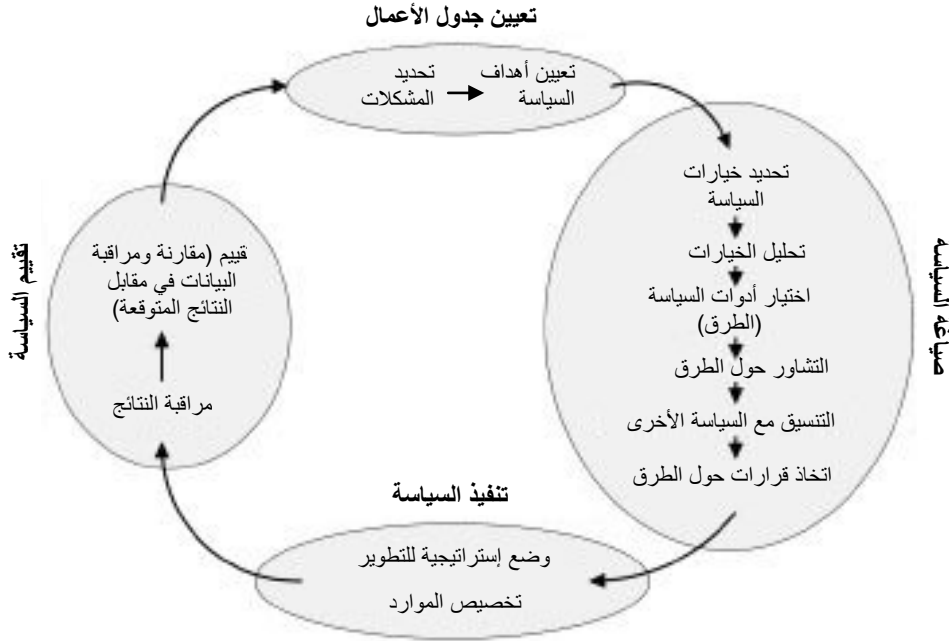 تعيين جدول الأعمال
تحديد
المشكلات
تعيين أهداف
السياسة
صياغة السياسة
تحديد خيارات
السياسة
تحليل الخيارات
اختيار أدوات السياسة
(الطرق)
التشاور حول الطرق
التنسيق مع السياسة الأخرى
اتخاذ قرارات حول الطرق
تنفيذ السياسة
وضع إستراتيجية للتطوير
تخصيص الموارد
تقييم السياسة
قييم (مقارنة ومراقبة
البيانات في مقابل
النتائج المتوقعة)
مراقبة النتائج